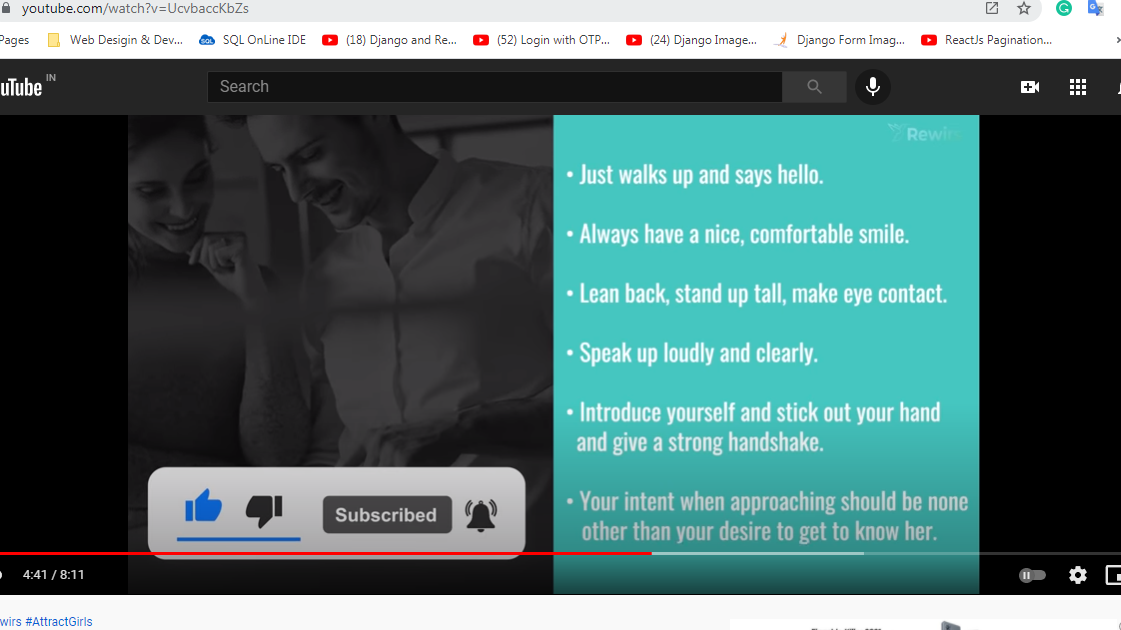 youtube.com/watch?v=UcvbaccKbZs
Pages Web Desigin & Dev... SQL OnLine IDE (18) Django and Re... (52) Login with OTP... (24) Django Image... Django Form Imag... ReactJs Pagination...
uTube IN Search
Rewirs
• Just walks up and says hello.
• Always have a nice, comfortable smile.
• Lean back, stand up tall, make eye contact.
• Speak up loudly and clearly.
• Introduce yourself and stick out your hand
and give a strong handshake.
• Your intent when approaching should be none
other than your desire to get to know her.
Subscribed
4:41 / 8:11
wirs #AttractGirls